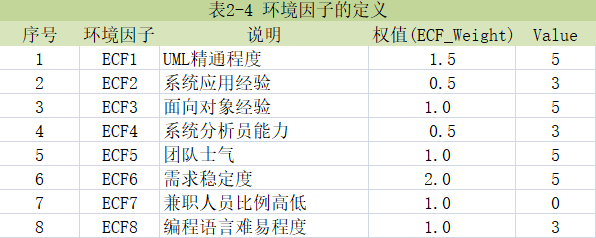 表2-4 环境因子的定义
序号 环境因子 说明 权值(ECF_Weight) Value
1 ECF1 UML精通程度 1.5 5
2 ECF2 系统应用经验 0.5 3
3 ECF3 面向对象经验 1.0 5
4 ECF4 系统分析员能力 0.5 3
5 ECF5 团队士气 1.0 5
6 ECF6 需求稳定度 2.0 5
7 ECF7 兼职人员比例高低 1.0 0
8 ECF8 编程语言难易程度 1.0 3